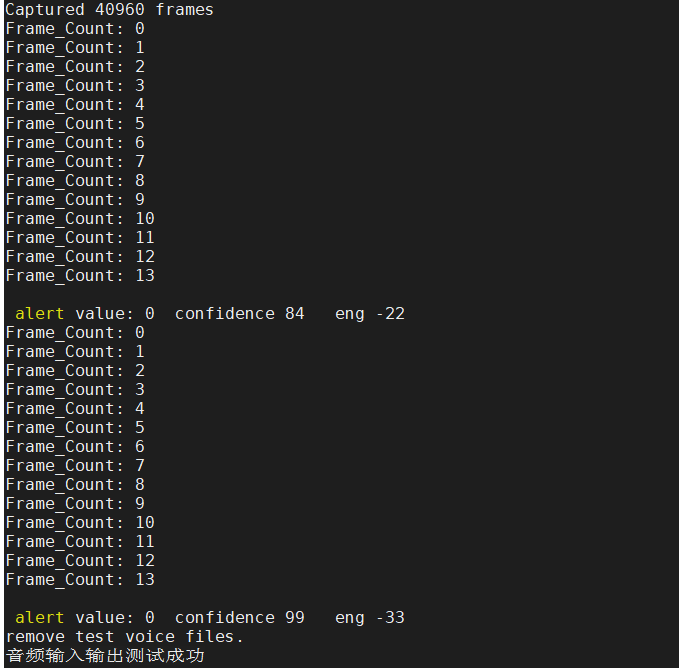 Captured 40960 frames
Frame_Count: 0
Frame_Count: 1
Frame_Count: 2
Frame_Count: 3
Frame_Count: 4
Frame_Count: 5
Frame_Count: 6
Frame_Count: 7
Frame_Count: 8
Frame_Count: 9
Frame_Count: 10
Frame_Count: 11
Frame_Count: 12
Frame_Count: 13
alert value: 0  confidence 84   eng -22
Frame_Count: 0
Frame_Count: 1
Frame_Count: 2
Frame_Count: 3
Frame_Count: 4
Frame_Count: 5
Frame_Count: 6
Frame_Count: 7
Frame_Count: 8
Frame_Count: 9
Frame_Count: 10
Frame_Count: 11
Frame_Count: 12
Frame_Count: 13
alert value: 0  confidence 99   eng -33
remove test voice files.
音频输入输出测试成功